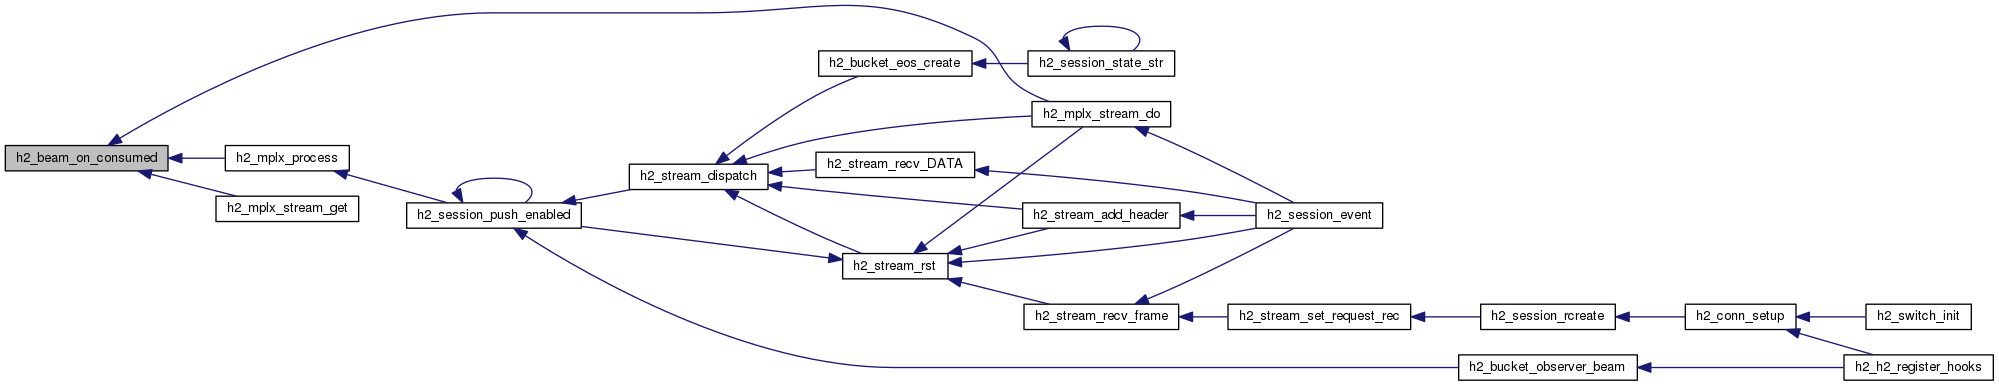 h2_beam_on_consumed
h2_mplx_process
h2_mplx_stream_get
h2_session_push_enabled
h2_stream_dispatch
h2_bucket_eos_create
h2_stream_recv_DATA
h2_stream_rst
h2_session_state_str
h2_mplx_stream_do
h2_stream_add_header
h2_stream_recv_frame
h2_session_event
h2_stream_set_request_rec
h2_session_rcreate
h2_bucket_observer_beam
h2_conn_setup
h2_switch_init
h2_h2_register_hooks